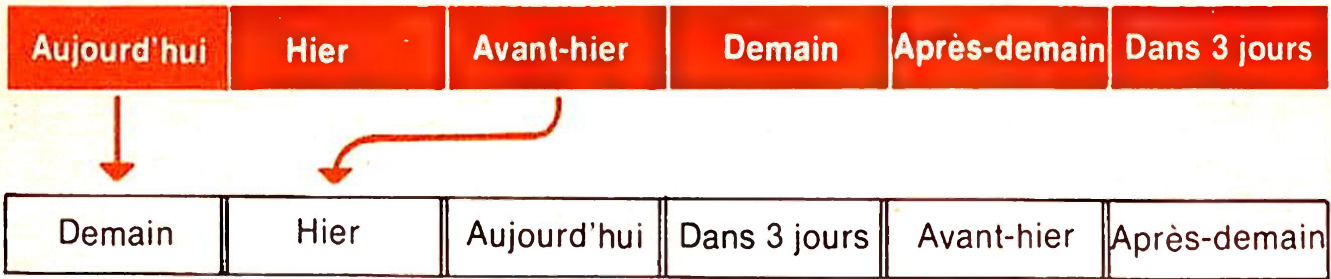 Aujourd'hui Hier Avant-hier Demain Après-demain Dans 3 jours
Demain Hier Aujourd'hui Dans 3 jours Avant-hier Après-demain